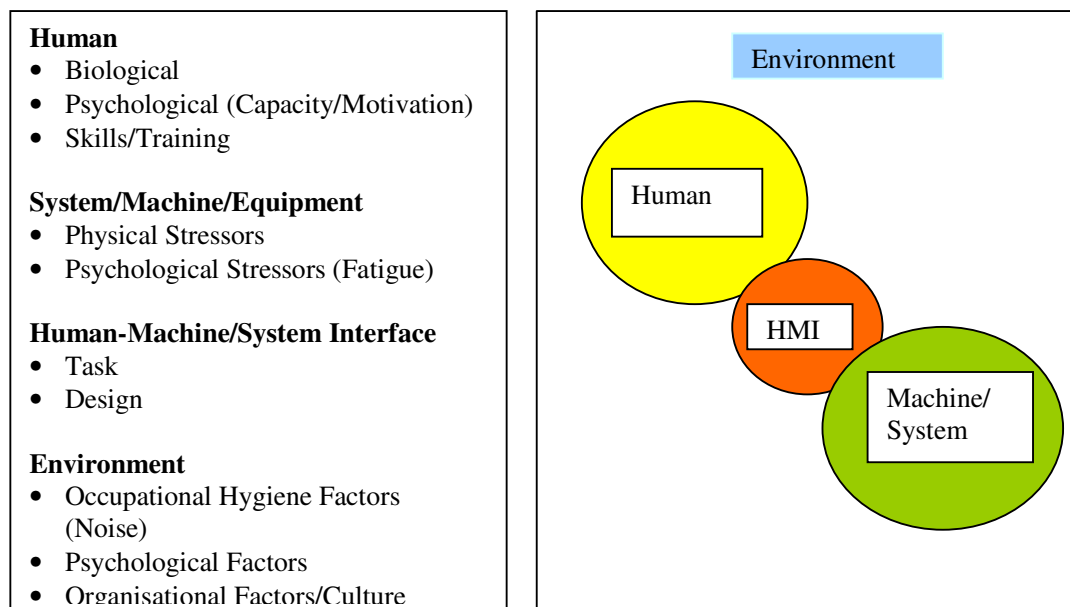 Human
• Biological
• Psychological (Capacity/Motivation)
• Skills/Training
System/Machine/Equipment
• Physical Stressors
• Psychological Stressors (Fatigue)
Human-Machine/System Interface
• Task
• Design
Environment
• Occupational Hygiene Factors
(Noise)
• Psychological Factors
• Organisational Factors/Culture
Environment
Human
HMI
Machine/
System